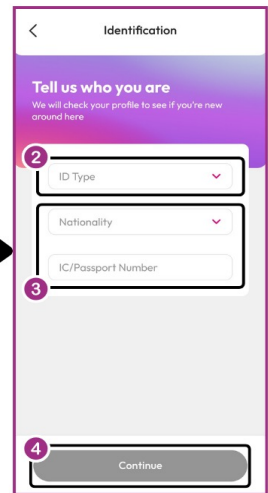 Identification
Tell us who you are
We will check your profile to see if you're new
around here
2
ID Type
Nationality
IC/Passport Number
3
4
Continue